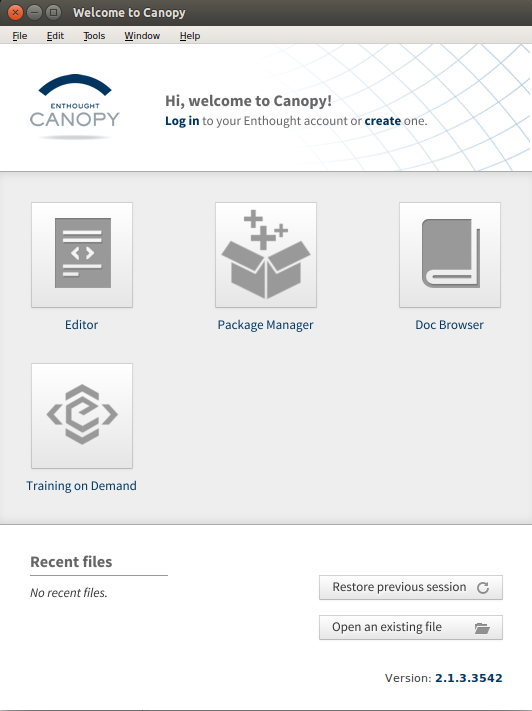 Welcome to Canopy
File Edit Tools Window Help
ENTHOUGHT
CANOPY
Hi, welcome to Canopy!
Log in to your Enthought account or create one.
Editor
Package Manager
Doc Browser
Training on Demand
Recent files
No recent files.
Restore previous session
Open an existing file
Version: 2.1.3.3542